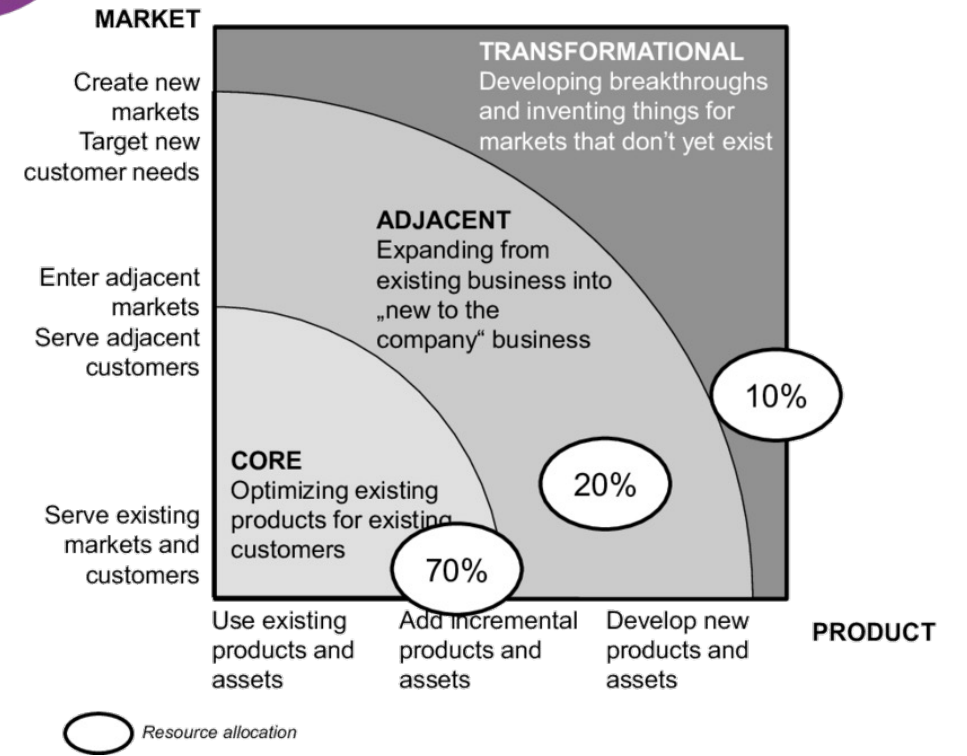 MARKET
Create new
markets
Target new
customer needs
Enter adjacent
markets
Serve adjacent
customers
Serve existing
markets and
customers
TRANSFORMATIONAL
Developing breakthroughs
and inventing things for
markets that don’t yet exist
ADJACENT
Expanding from
existing business into
„new to the
company“ business
CORE
Optimizing existing
products for existing
customers
10%
20%
70%
Use existing
products and
assets
Add incremental
products and
assets
Develop new
products and
assets
PRODUCT
Resource allocation